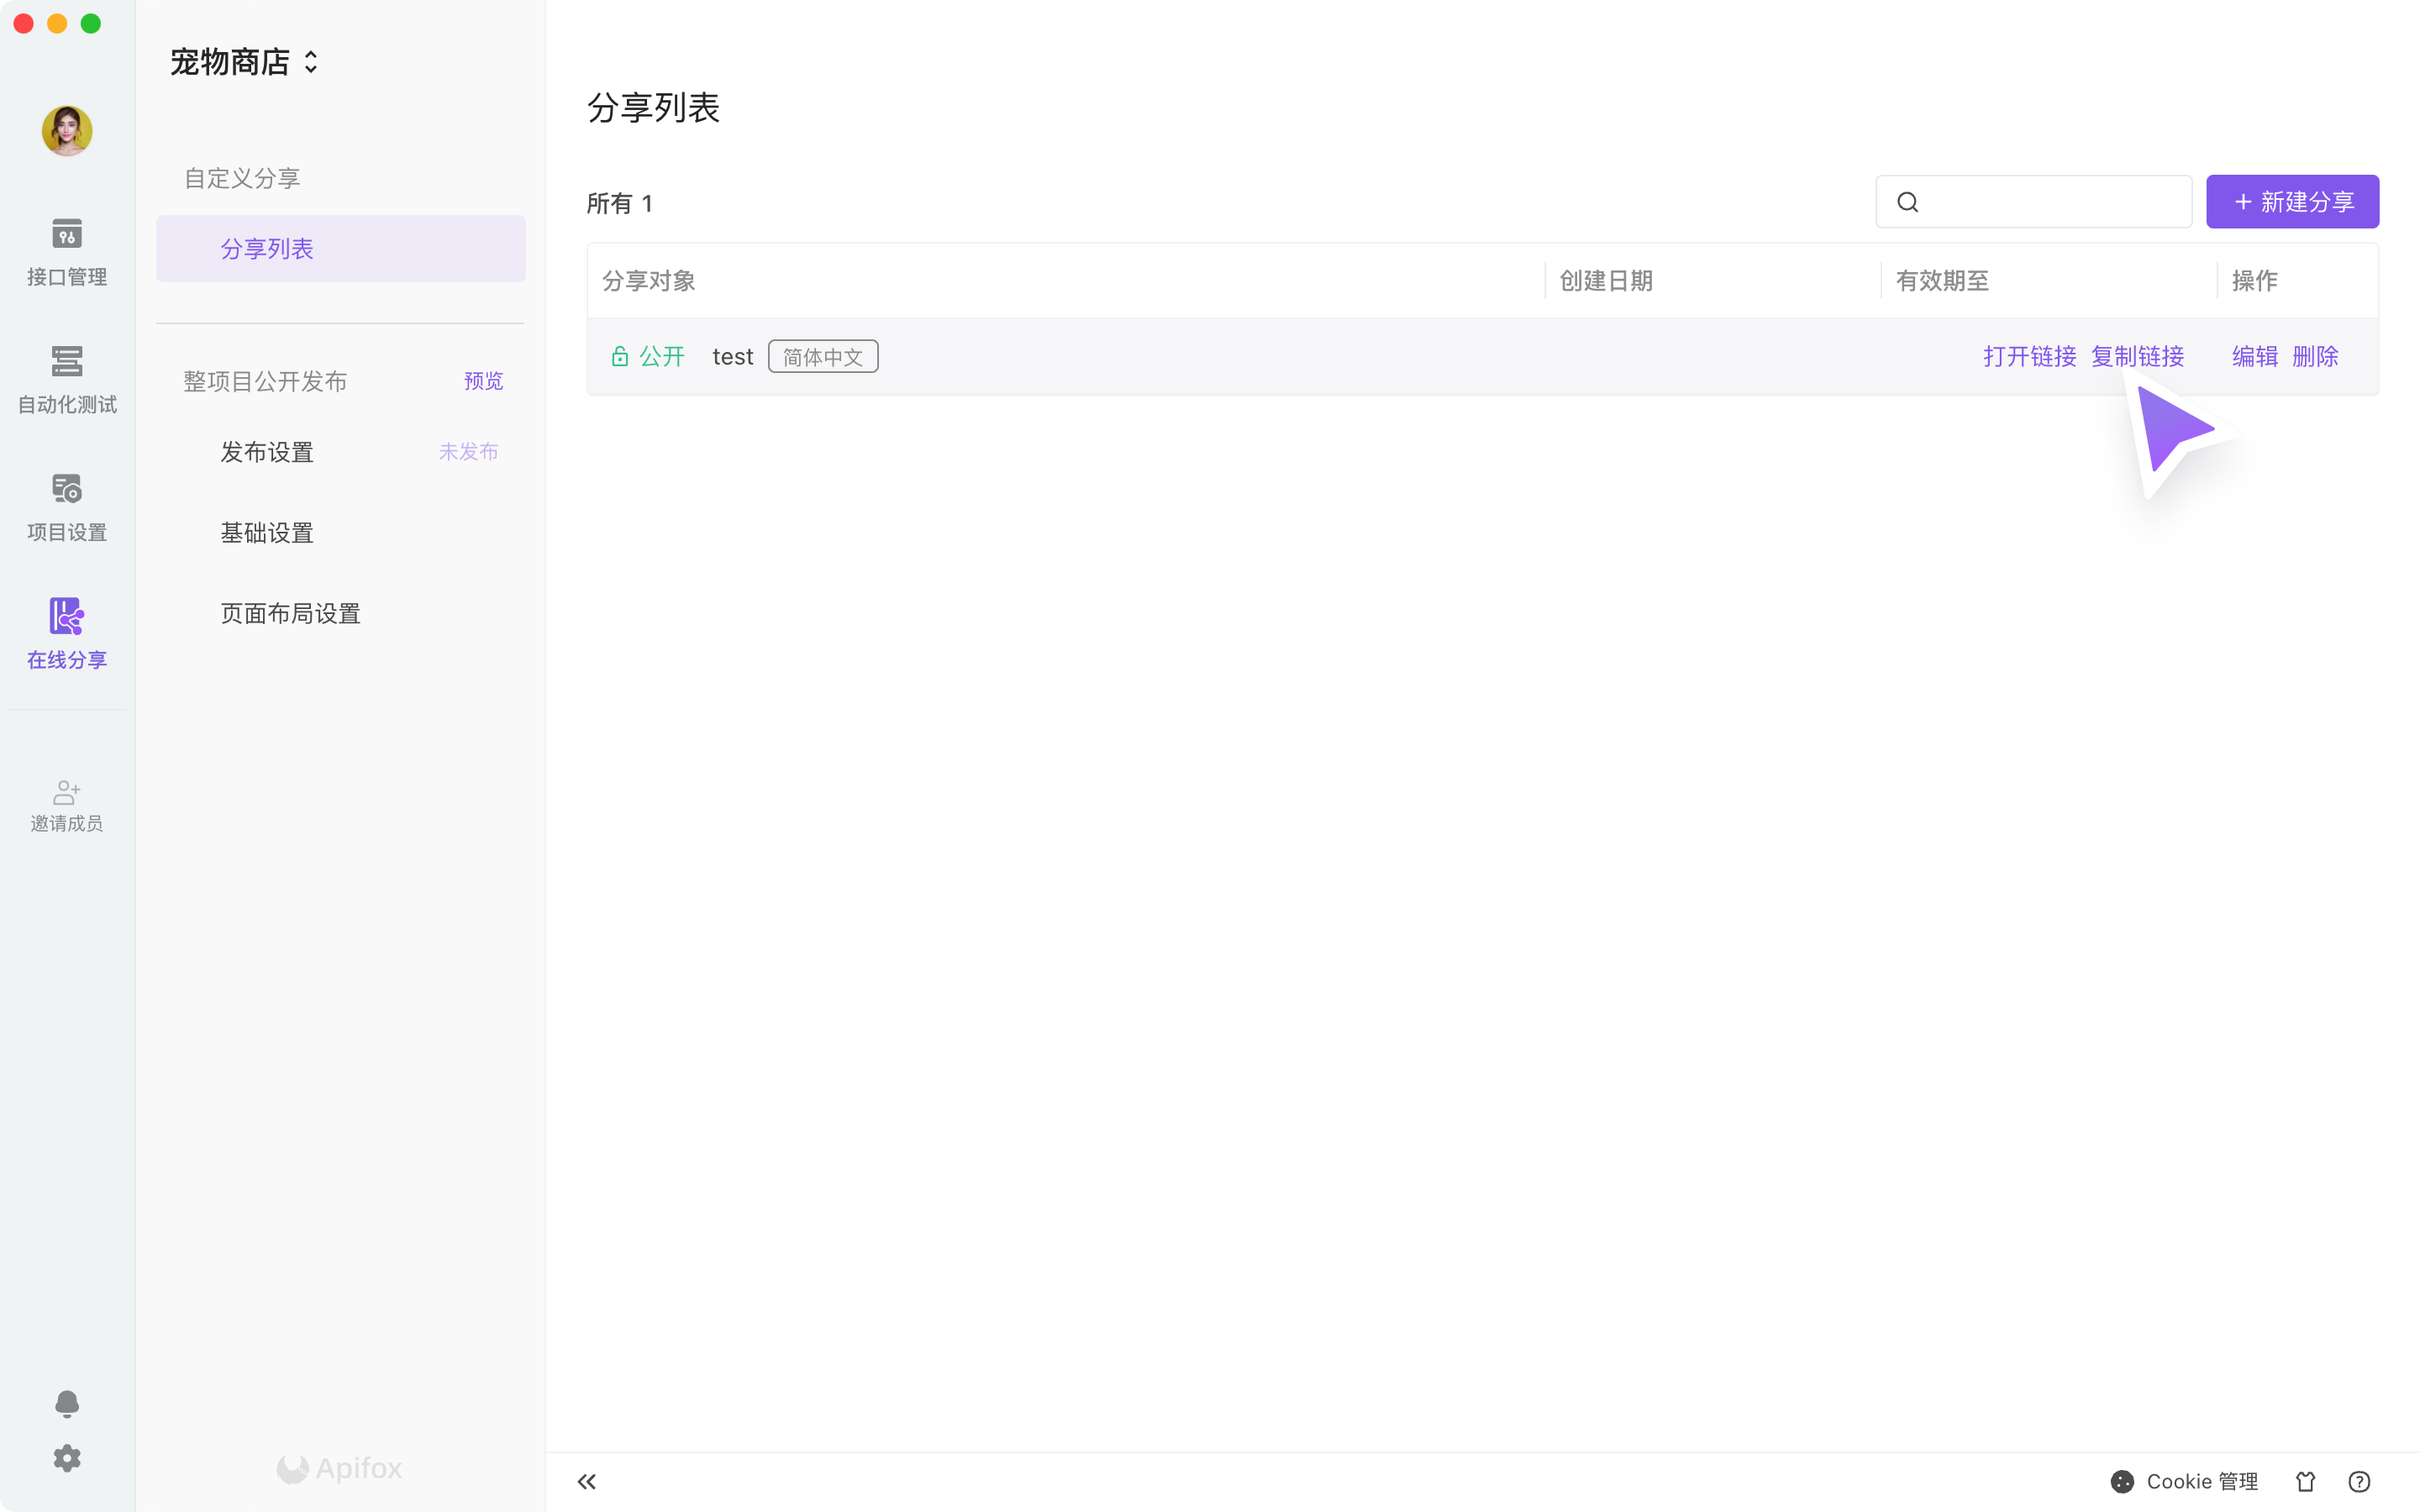 宠物商店
接口管理
自动化测试
项目设置
在线分享
邀请成员
自定义分享
分享列表
整项目公开发布 预览
发布设置 未发布
基础设置
页面布局设置
Apifox
分享列表
所有 1
+ 新建分享
分享对象 创建日期 有效期至 操作
公开 test 简体中文 打开链接 复制链接 编辑 删除
Cookie 管理